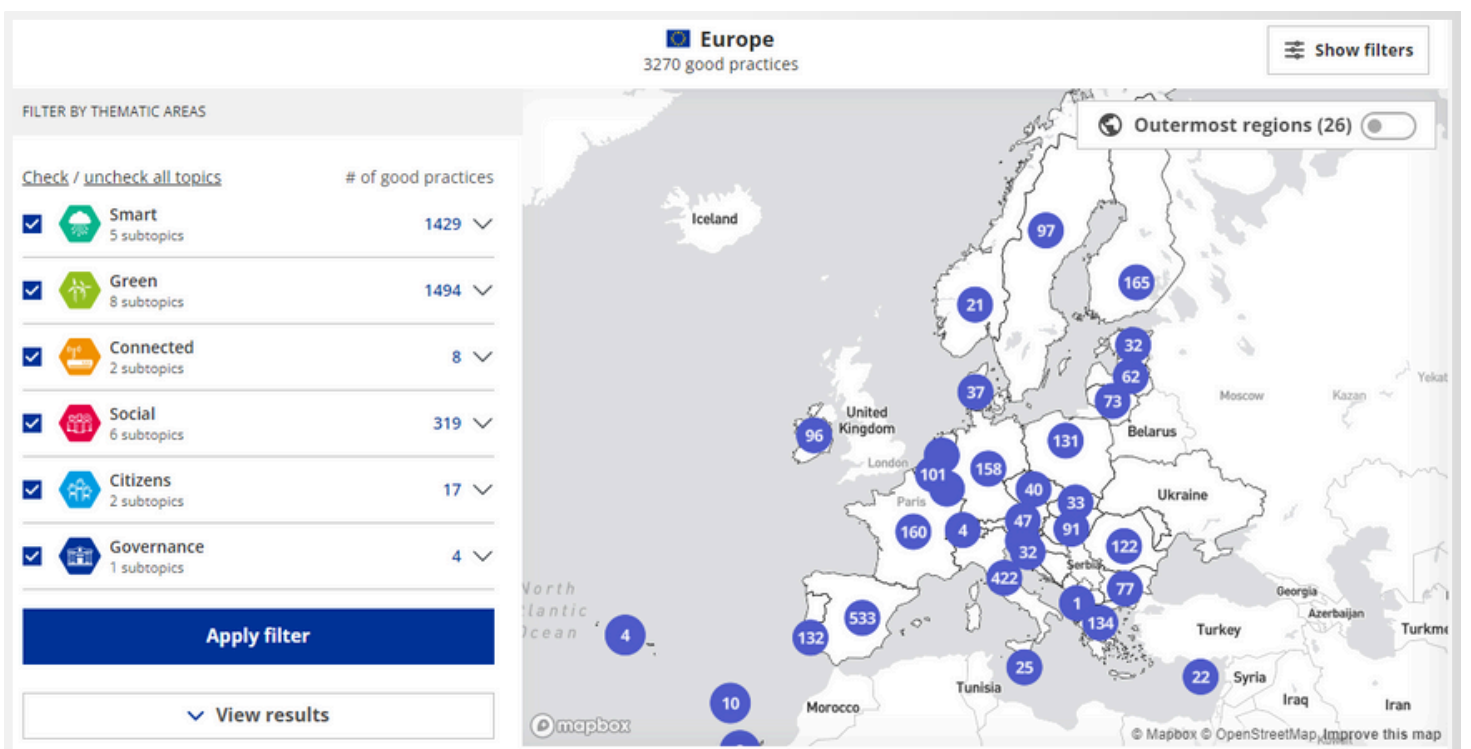 Europe
3270 good practices
Show filters
FILTER BY THEMATIC AREAS
Check / uncheck all topics
# of good practices
Smart
5 subtopics
1429
Green
8 subtopics
1494
Connected
2 subtopics
8
Social
6 subtopics
319
Citizens
2 subtopics
17
Governance
1 subtopics
4
Apply filter
View results
Outermost regions (26)
Iceland
97
165
21
32
62
73
Moscow
Kazan
Yekat
37
United
Kingdom
96
London
Belarus
131
101
158
40
33
Ukraine
Paris
160
4
47
91
32
122
Serbia
422
77
1
134
Georgia
Azerbaijan
Turkey
Turkme
North
lantic
Ocean
4
132
533
25
22
Syria
Tunisia
Iraq
Iran
10
Morocco
mapbox
© Mapbox © OpenStreetMap Improve this map